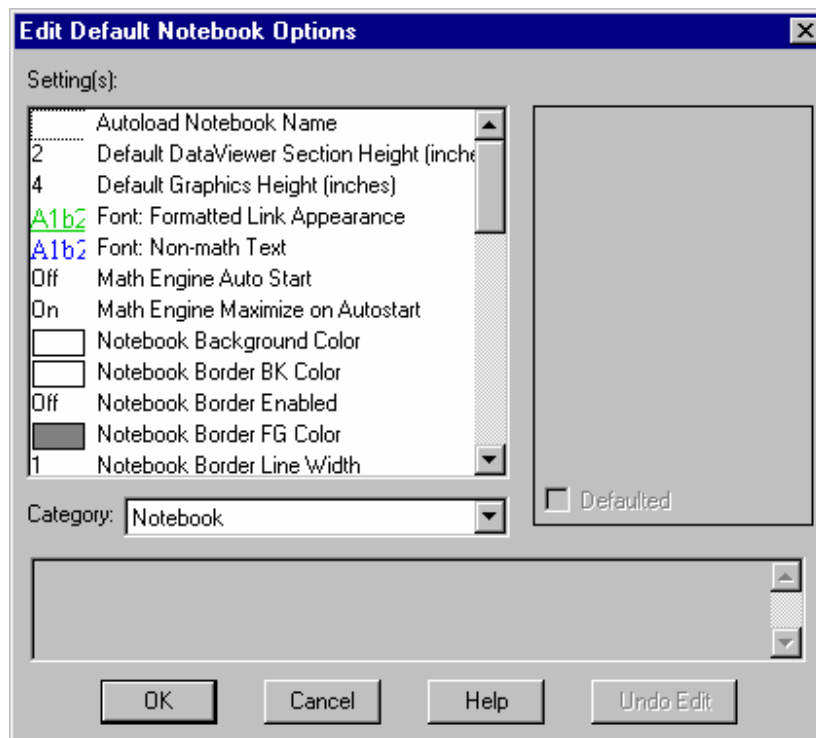 Edit Default Notebook Options
Setting(s):
Autoload Notebook Name
2 Default DataViewer Section Height (inche
4 Default Graphics Height (inches)
A1b2 Font: Formatted Link Appearance
A1b2 Font: Non-math Text
Off Math Engine Auto Start
On Math Engine Maximize on Autostart
Notebook Background Color
Notebook Border BK Color
Off Notebook Border Enabled
Notebook Border FG Color
1 Notebook Border Line Width
Defaulted
Category: Notebook
OK Cancel Help Undo Edit